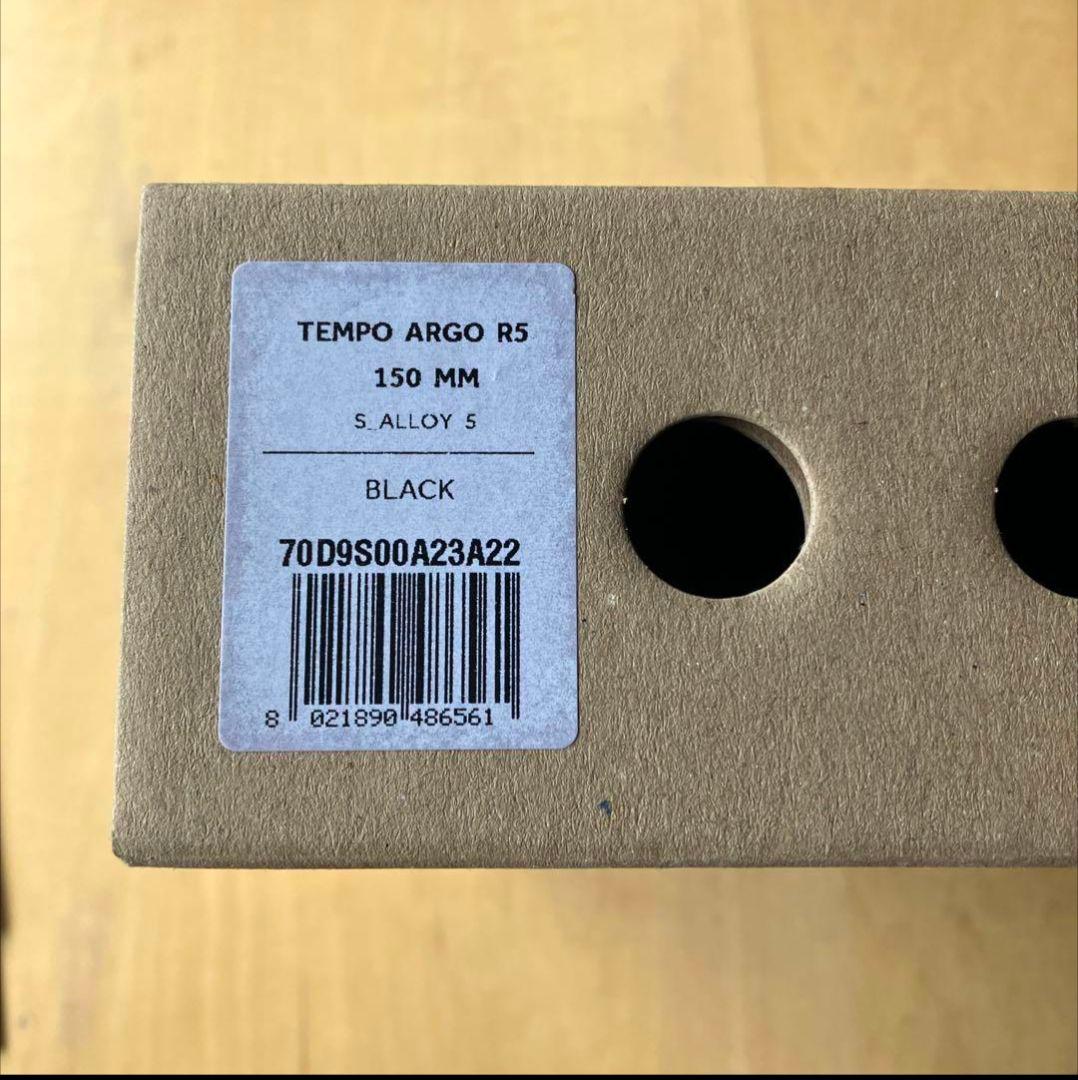 TEMPO ARGO R5
150 MM
S_ALLOY 5
BLACK
70D9S00A23A22
8 021890 486561